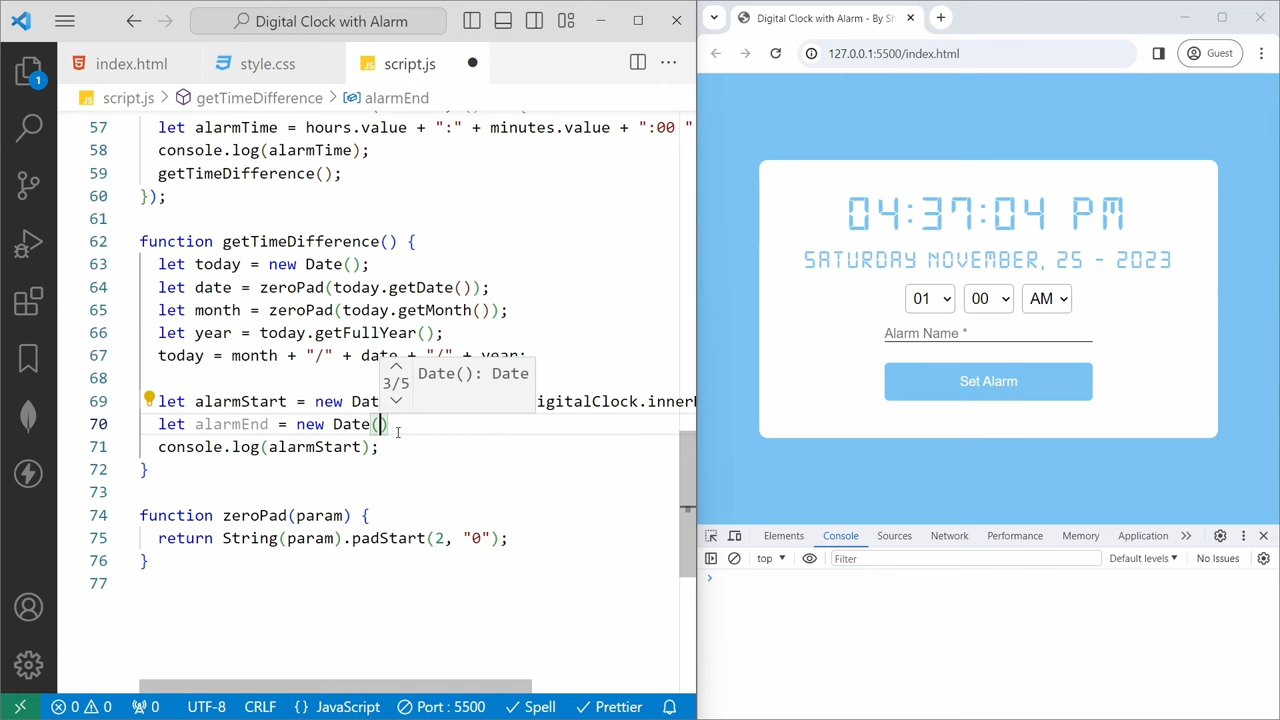 Digital Clock with Alarm
index.html
style.css
script.js
script.js > getTimeDifference > alarmEnd
57 let alarmTime = hours.value + ":" + minutes.value + ":00 "
58 console.log(alarmTime);
59 getTimeDifference();
60 });
61
62 function getTimeDifference() {
63 let today = new Date();
64 let date = zeroPad(today.getDate());
65 let month = zeroPad(today.getMonth());
66 let year = today.getFullYear();
67 today = month + "/" + date + "/" + year;
68
3/5 Date(): Date
69 let alarmStart = new Dat igitalClock.inner
70 let alarmEnd = new Date()
71 console.log(alarmStart);
72 }
73
74 function zeroPad(param) {
75 return String(param).padStart(2, "0");
76 }
77
1
0 0 0 UTF-8 CRLF {} JavaScript Port : 5500 Spell Prettier
Digital Clock with Alarm - By Sh
127.0.0.1:5500/index.html
Guest
04:37:04 PM
SATURDAY NOVEMBER, 25 - 2023
01 00 AM
Alarm Name *
Set Alarm
Elements Console Sources Network Performance Memory Application
top Filter Default levels No Issues